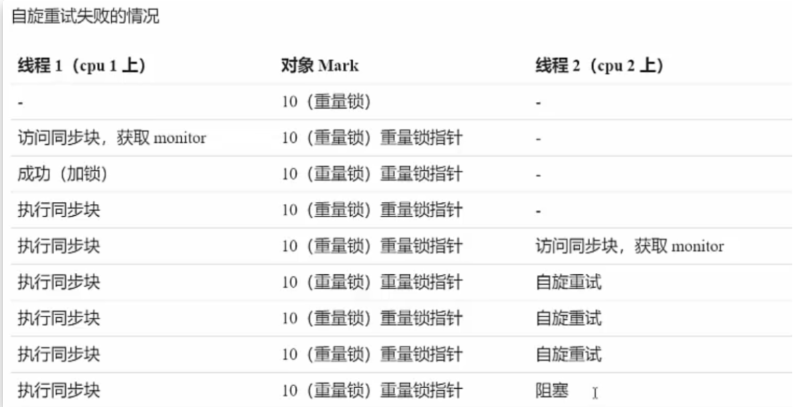 自旋重试失败的情况
线程 1（cpu 1 上） 对象 Mark 线程 2（cpu 2 上）
- 10（重量锁） -
访问同步块，获取 monitor 10（重量锁）重量锁指针 -
成功（加锁） 10（重量锁）重量锁指针 -
执行同步块 10（重量锁）重量锁指针 -
执行同步块 10（重量锁）重量锁指针 访问同步块，获取 monitor
执行同步块 10（重量锁）重量锁指针 自旋重试
执行同步块 10（重量锁）重量锁指针 自旋重试
执行同步块 10（重量锁）重量锁指针 自旋重试
执行同步块 10（重量锁）重量锁指针 阻塞